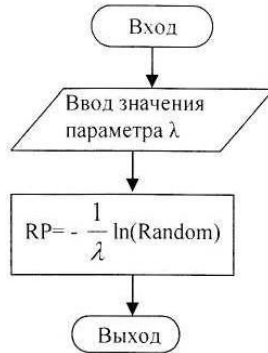 Вход
Ввод значения
параметра λ
RP= - 1/λ ln(Random)
Выход